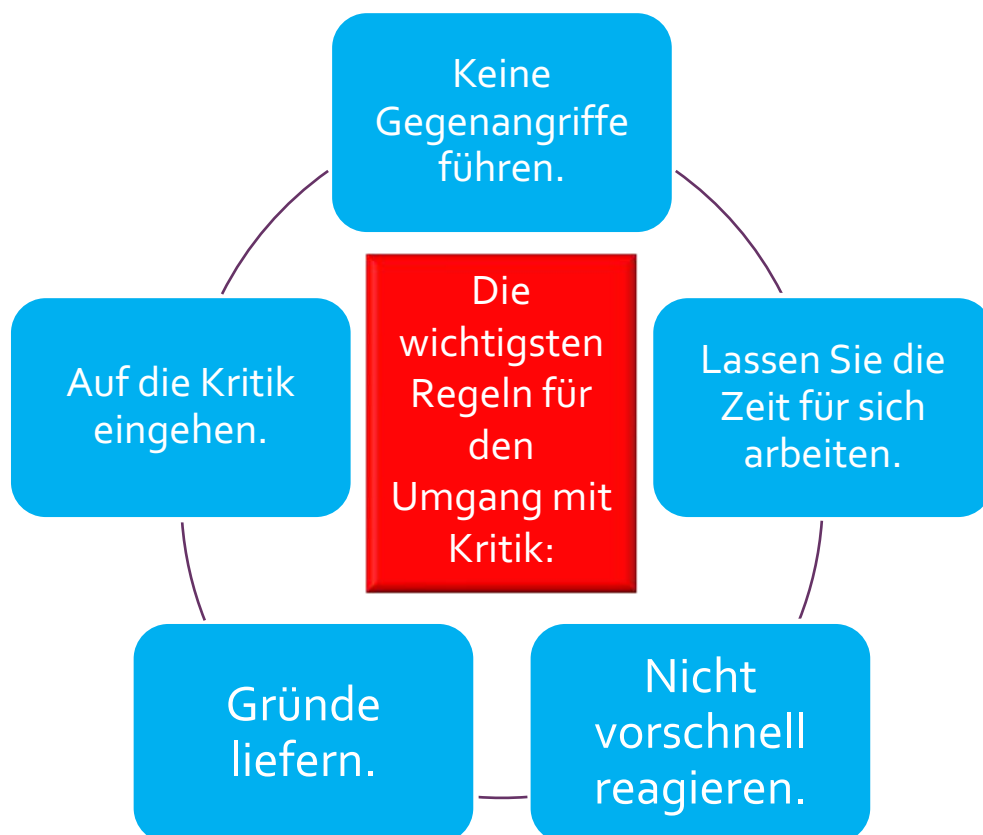 Keine
Gegenangriffe
führen.
Die
wichtigsten
Regeln für
den
Umgang mit
Kritik:
Lassen Sie die
Zeit für sich
arbeiten.
Nicht
vorschnell
reagieren.
Gründe
liefern.
Auf die Kritik
eingehen.